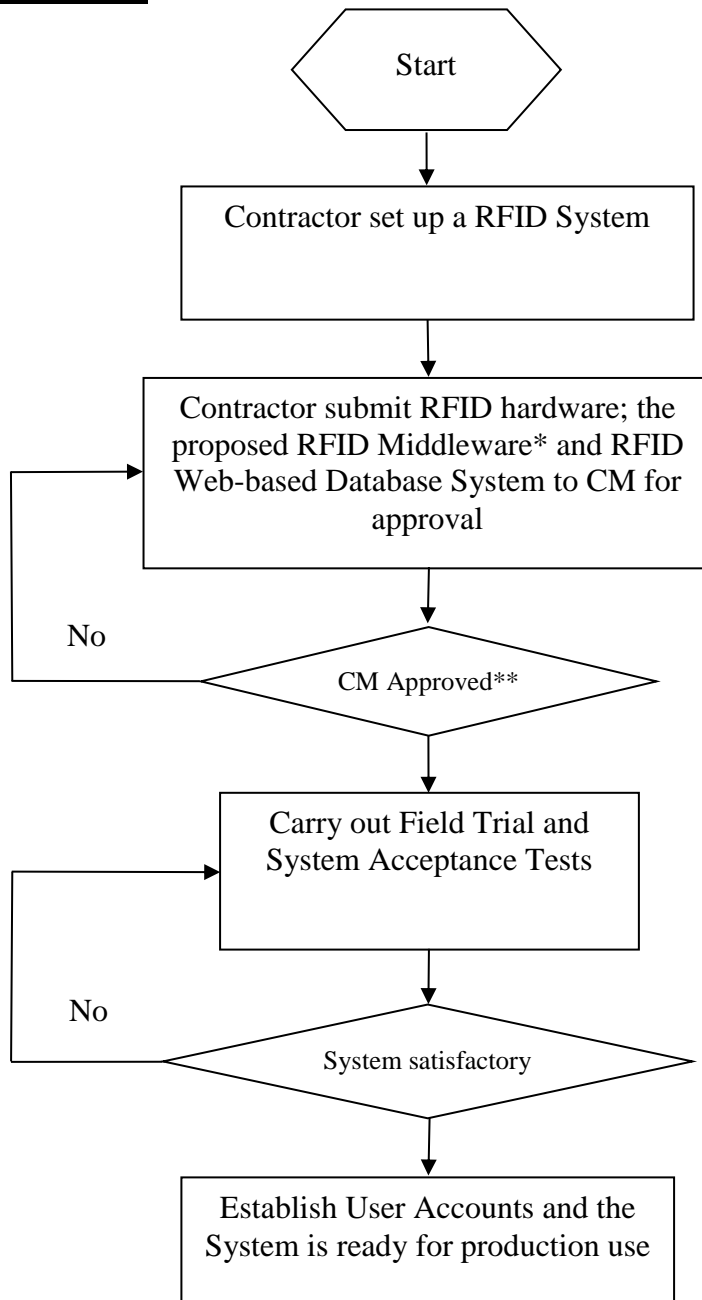 Start
Contractor set up a RFID System
Contractor submit RFID hardware; the
proposed RFID Middleware* and RFID
Web-based Database System to CM for
approval
No
CM Approved**
Carry out Field Trial and
System Acceptance Tests
No
System satisfactory
Establish User Accounts and the
System is ready for production use